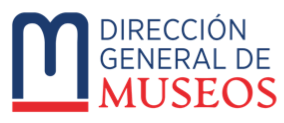 DIRECCIÓN
GENERAL DE
MUSEOS